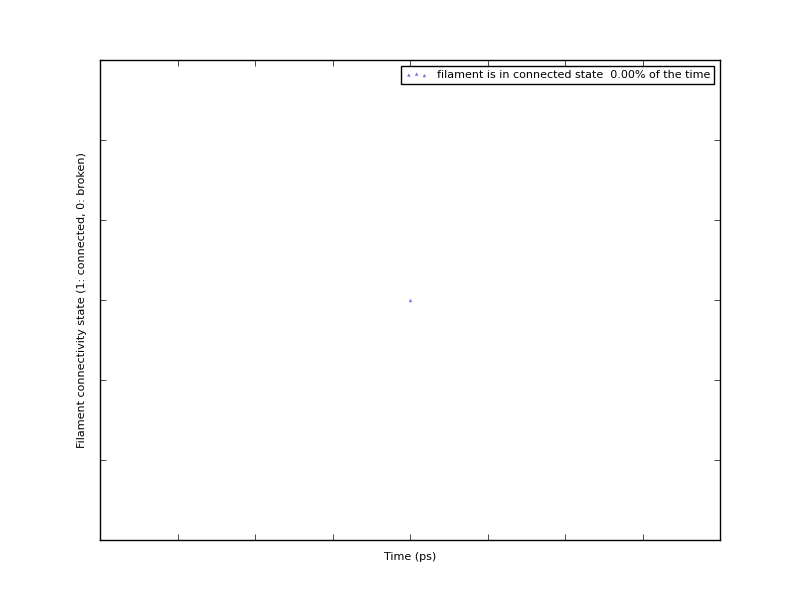 filament is in connected state  0.00% of the time
Filament connectivity state (1: connected, 0: broken)
Time (ps)